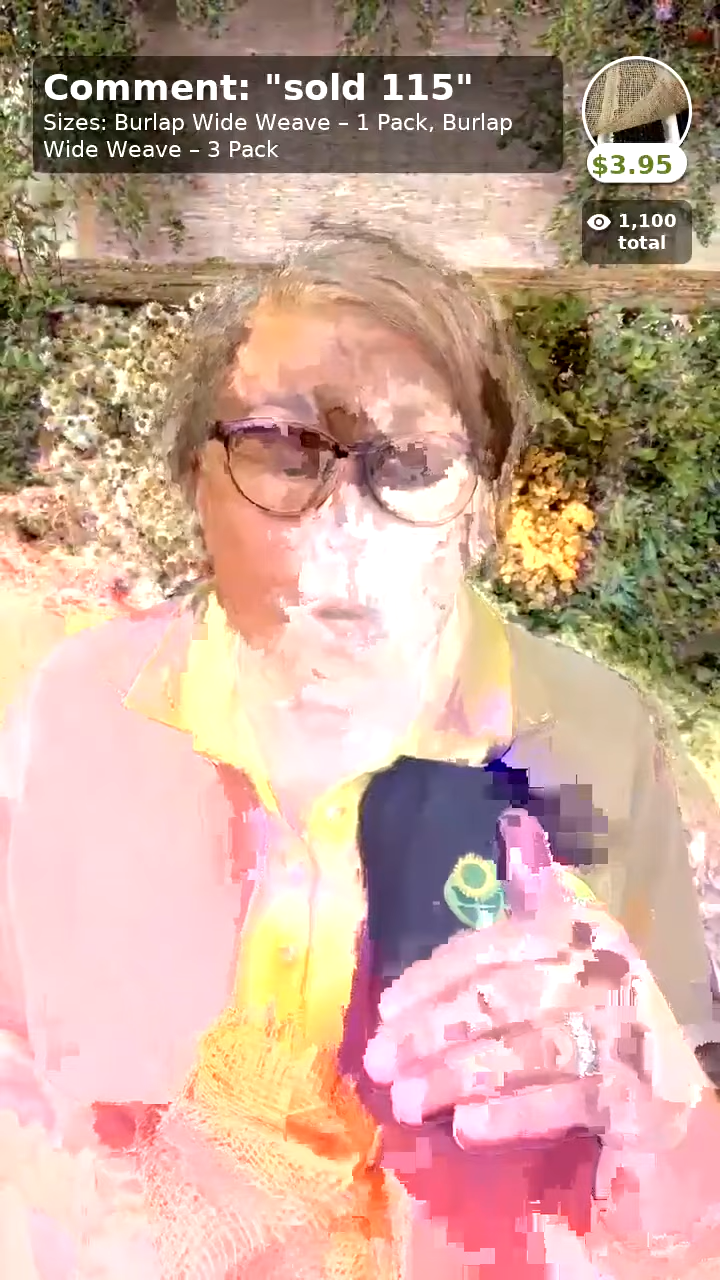 Comment: "sold 115"
Sizes: Burlap Wide Weave – 1 Pack, Burlap
Wide Weave – 3 Pack
$3.95
1,100
total